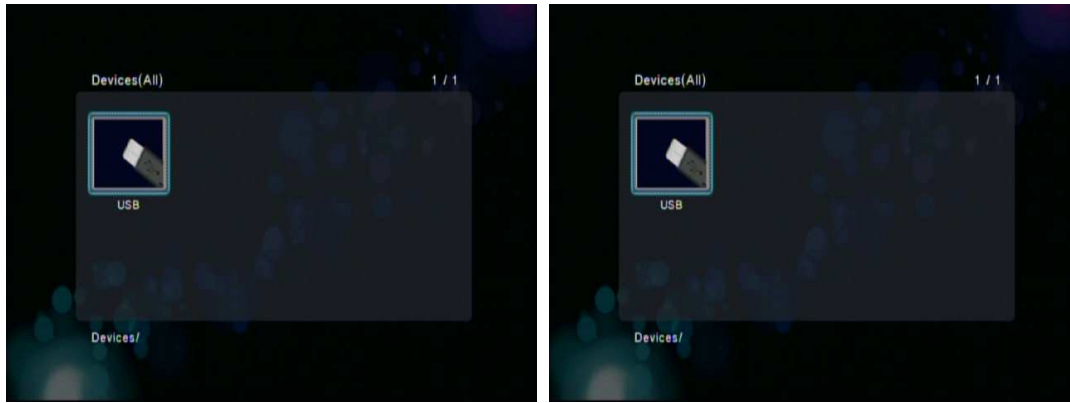 Devices(All) 1 / 1
USB
Devices/
Devices(All) 1 / 1
USB
Devices/